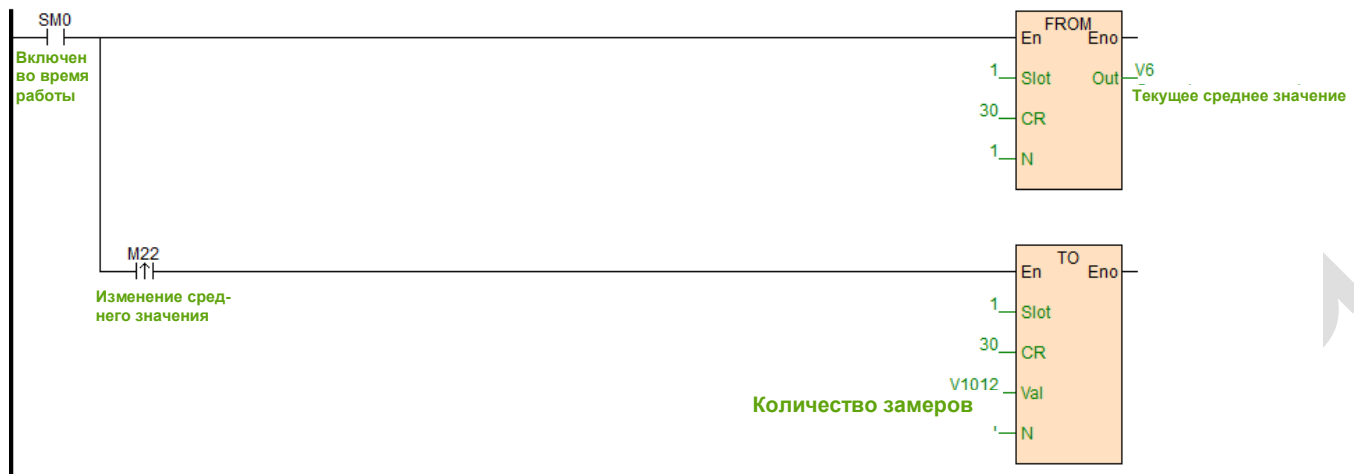 SM0
Включен
во время
работы
FROM
En Eno
1 Slot Out V6
Текущее среднее значение
30 CR
1 N
M22
Изменение сред-
него значения
TO
En Eno
1 Slot
30 CR
V1012 Val
Количество замеров
' N